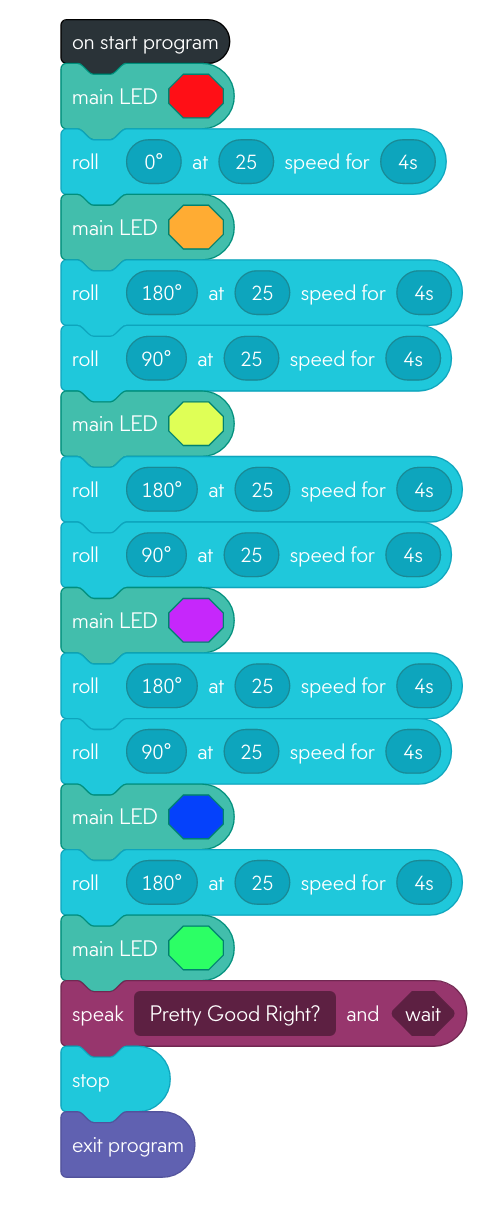 on start program
main LED
roll 0° at 25 speed for 4s
main LED
roll 180° at 25 speed for 4s
roll 90° at 25 speed for 4s
main LED
roll 180° at 25 speed for 4s
roll 90° at 25 speed for 4s
main LED
roll 180° at 25 speed for 4s
roll 90° at 25 speed for 4s
main LED
roll 180° at 25 speed for 4s
main LED
speak Pretty Good Right? and wait
stop
exit program